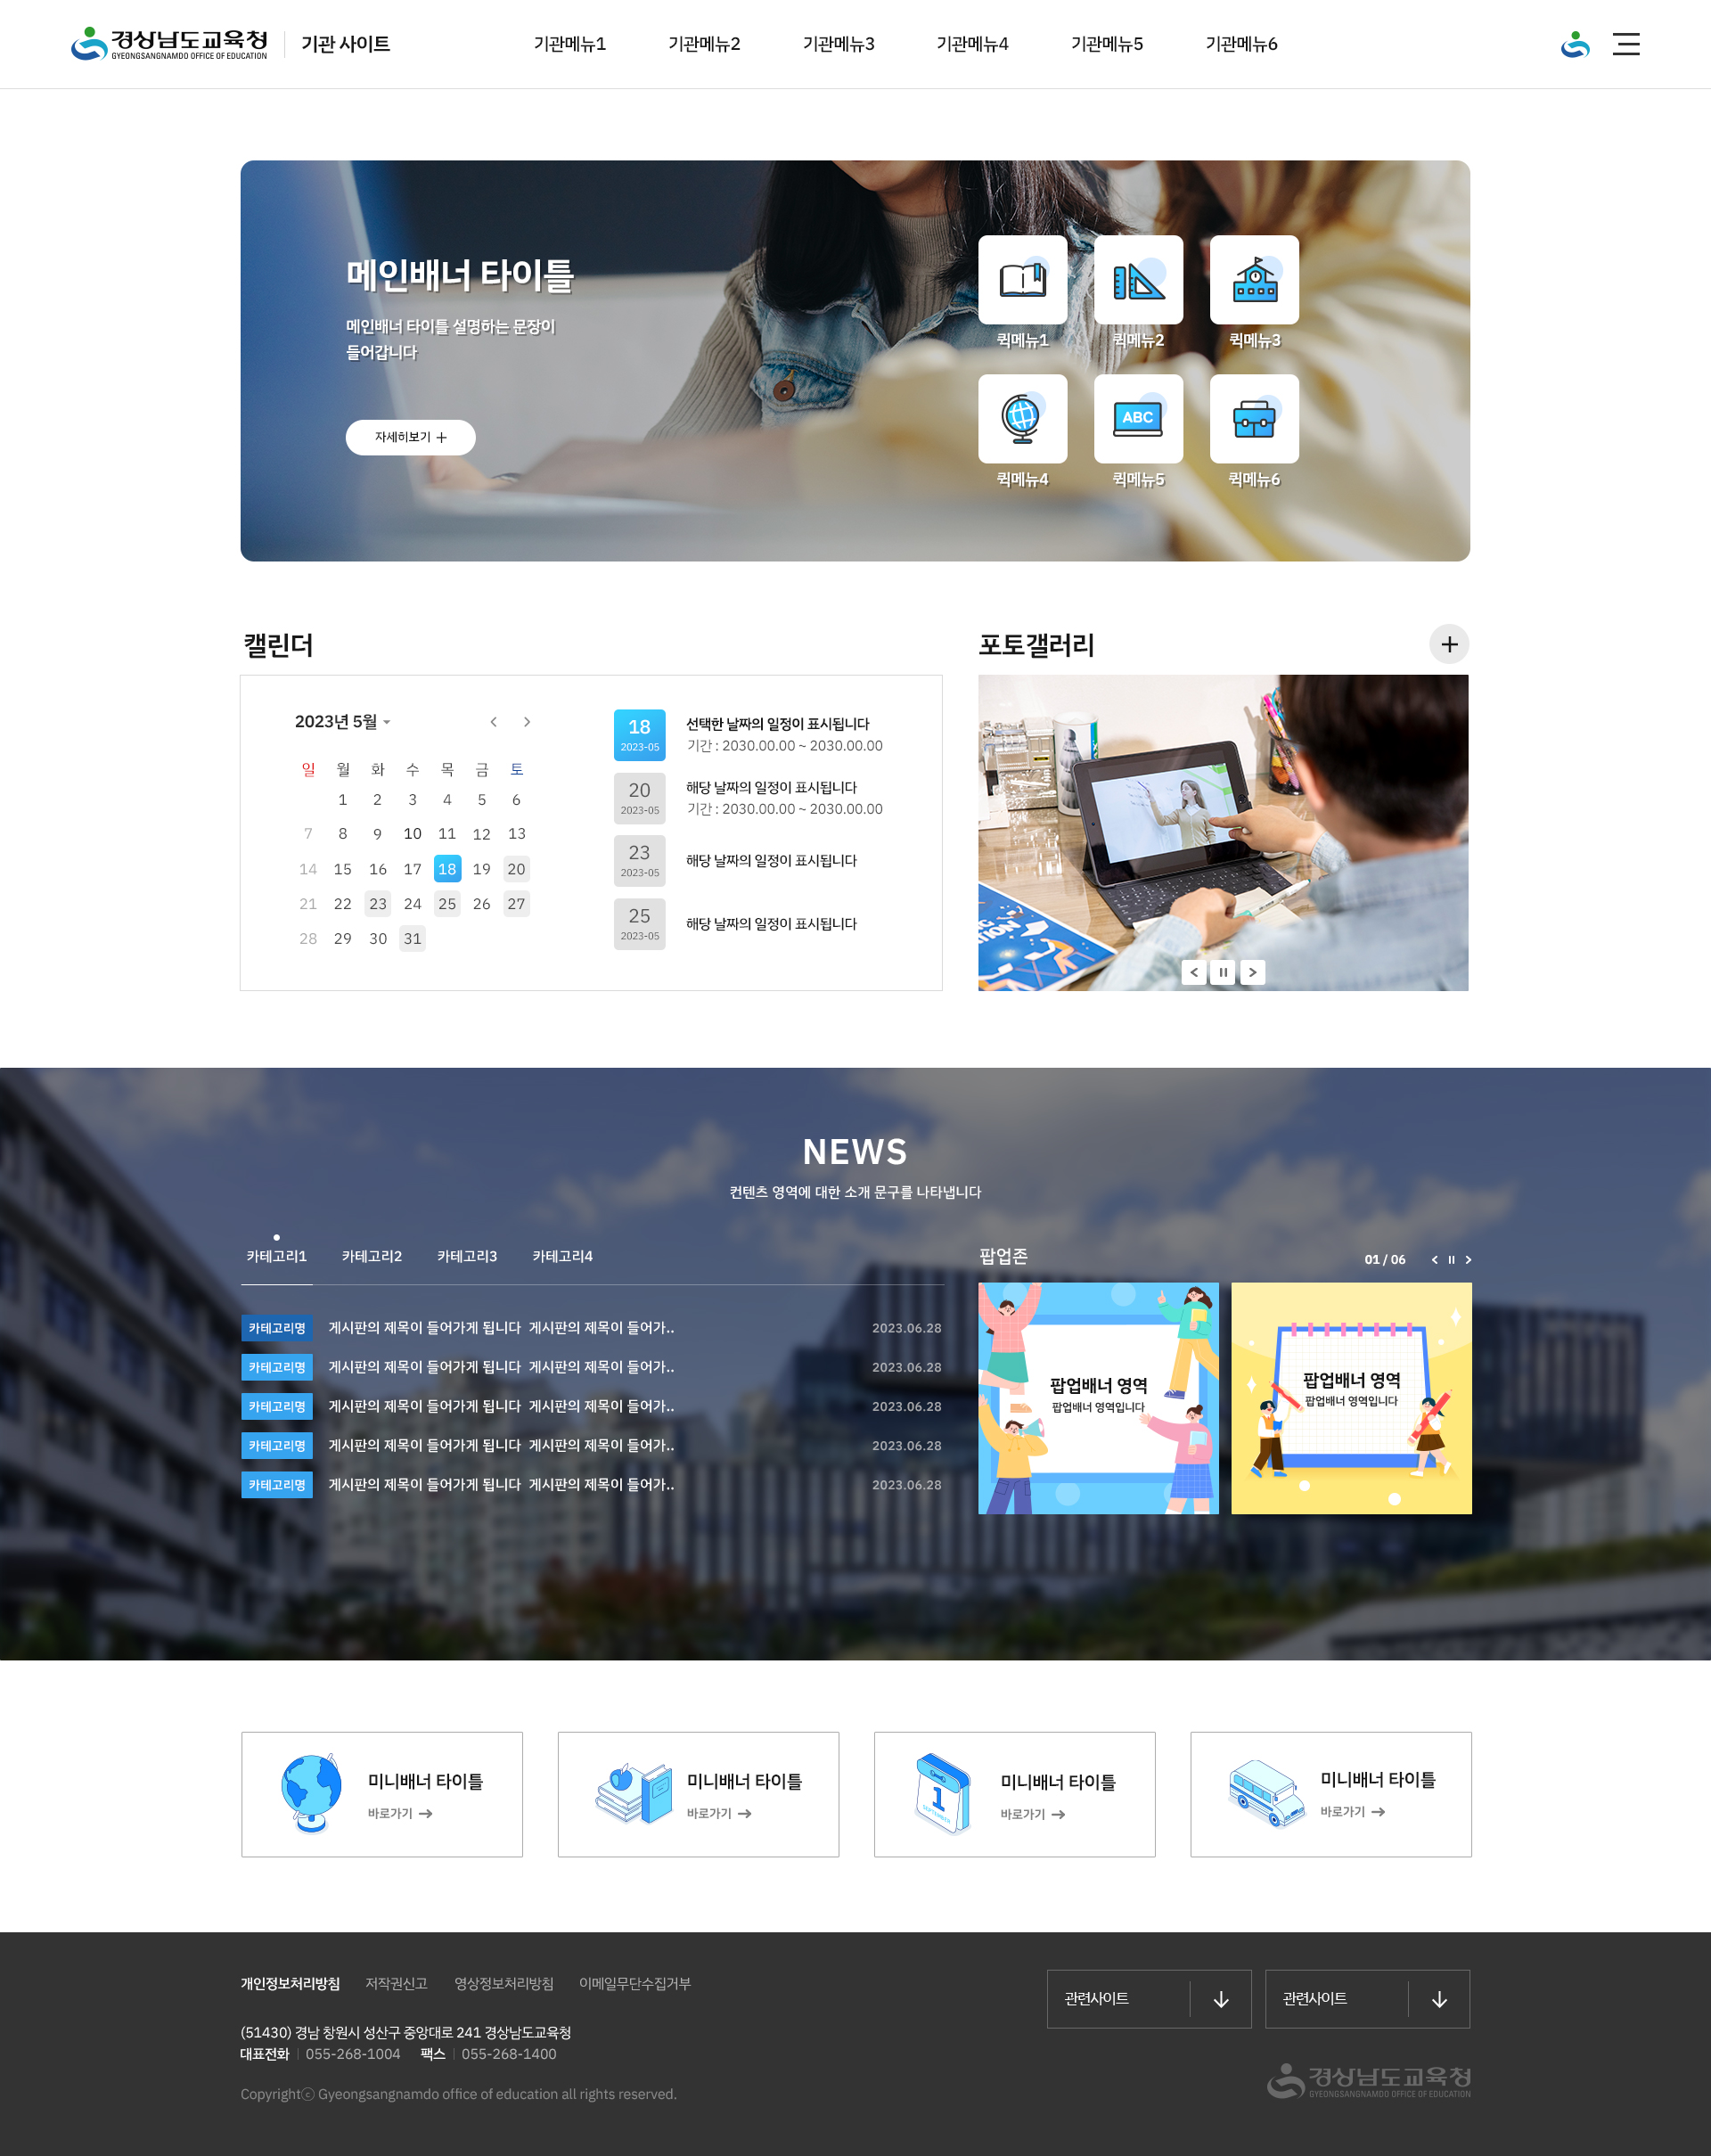 경상남도교육청
GYEONGSANGNAMDO OFFICE OF EDUCATION
기관 사이트
기관메뉴1
기관메뉴2
기관메뉴3
기관메뉴4
기관메뉴5
기관메뉴6
메인배너 타이틀
메인배너 타이틀 설명하는 문장이
들어갑니다
자세히보기
퀵메뉴1
퀵메뉴2
퀵메뉴3
ABC
퀵메뉴4
퀵메뉴5
퀵메뉴6
캘린더
2023년 5월
일 월 화 수 목 금 토
1 2 3 4 5 6
7 8 9 10 11 12 13
14 15 16 17 18 19 20
21 22 23 24 25 26 27
28 29 30 31
18
2023-05
선택한 날짜의 일정이 표시됩니다
기간 : 2030.00.00 ~ 2030.00.00
20
2023-05
해당 날짜의 일정이 표시됩니다
기간 : 2030.00.00 ~ 2030.00.00
23
2023-05
해당 날짜의 일정이 표시됩니다
25
2023-05
해당 날짜의 일정이 표시됩니다
포토갤러리
NEWS
컨텐츠 영역에 대한 소개 문구를 나타냅니다
카테고리1
카테고리2
카테고리3
카테고리4
카테고리명 게시판의 제목이 들어가게 됩니다 게시판의 제목이 들어가.. 2023.06.28
카테고리명 게시판의 제목이 들어가게 됩니다 게시판의 제목이 들어가.. 2023.06.28
카테고리명 게시판의 제목이 들어가게 됩니다 게시판의 제목이 들어가.. 2023.06.28
카테고리명 게시판의 제목이 들어가게 됩니다 게시판의 제목이 들어가.. 2023.06.28
카테고리명 게시판의 제목이 들어가게 됩니다 게시판의 제목이 들어가.. 2023.06.28
팝업존
01 / 06
팝업배너 영역
팝업배너 영역입니다
팝업배너 영역
팝업배너 영역입니다
미니배너 타이틀
바로가기
미니배너 타이틀
바로가기
1
SEPTEMBER
미니배너 타이틀
바로가기
미니배너 타이틀
바로가기
개인정보처리방침
저작권신고
영상정보처리방침
이메일무단수집거부
관련사이트
관련사이트
(51430) 경남 창원시 성산구 중앙대로 241 경상남도교육청
대표전화 055-268-1004 팩스 055-268-1400
Copyrightⓒ Gyeongsangnamdo office of education all rights reserved.
경상남도교육청
GYEONGSANGNAMDO OFFICE OF EDUCATION